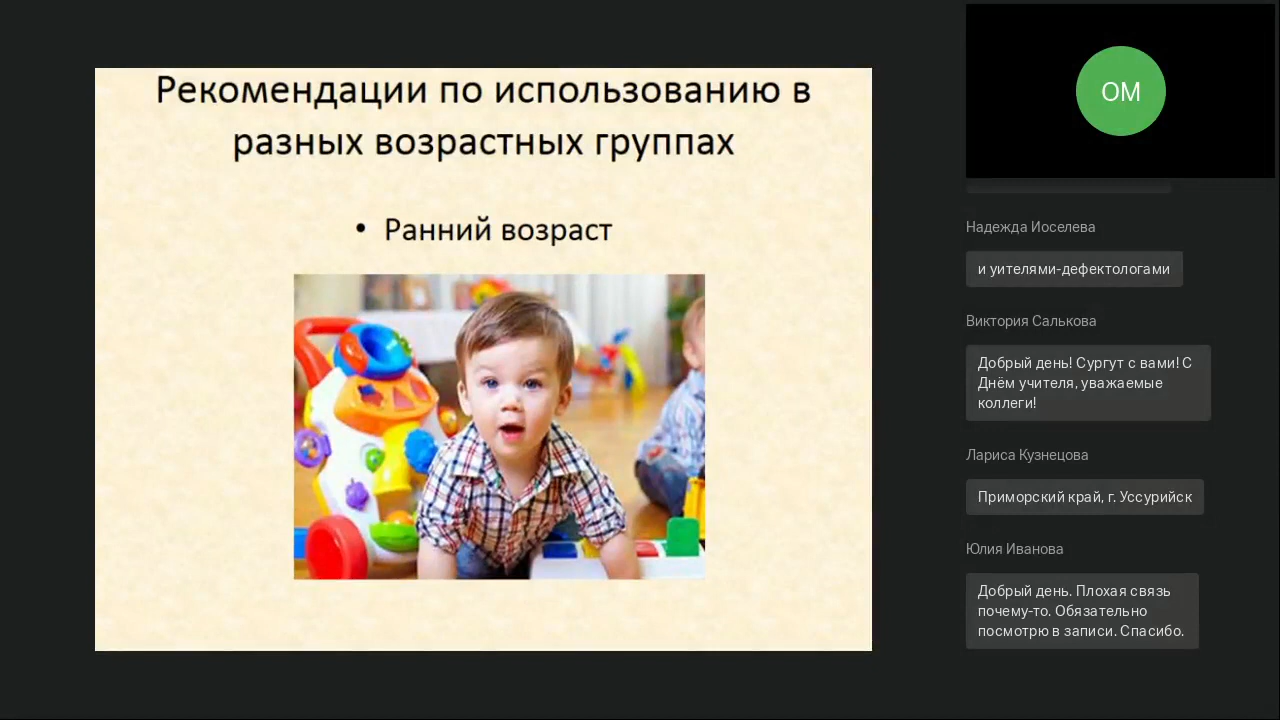 Рекомендации по использованию в
разных возрастных группах
• Ранний возраст
ОМ
Надежда Иоселева
и уителями-дефектологами
Виктория Салькова
Добрый день! Сургут с вами! С
Днём учителя, уважаемые
коллеги!
Лариса Кузнецова
Приморский край, г. Уссурийск
Юлия Иванова
Добрый день. Плохая связь
почему-то. Обязательно
посмотрю в записи. Спасибо.